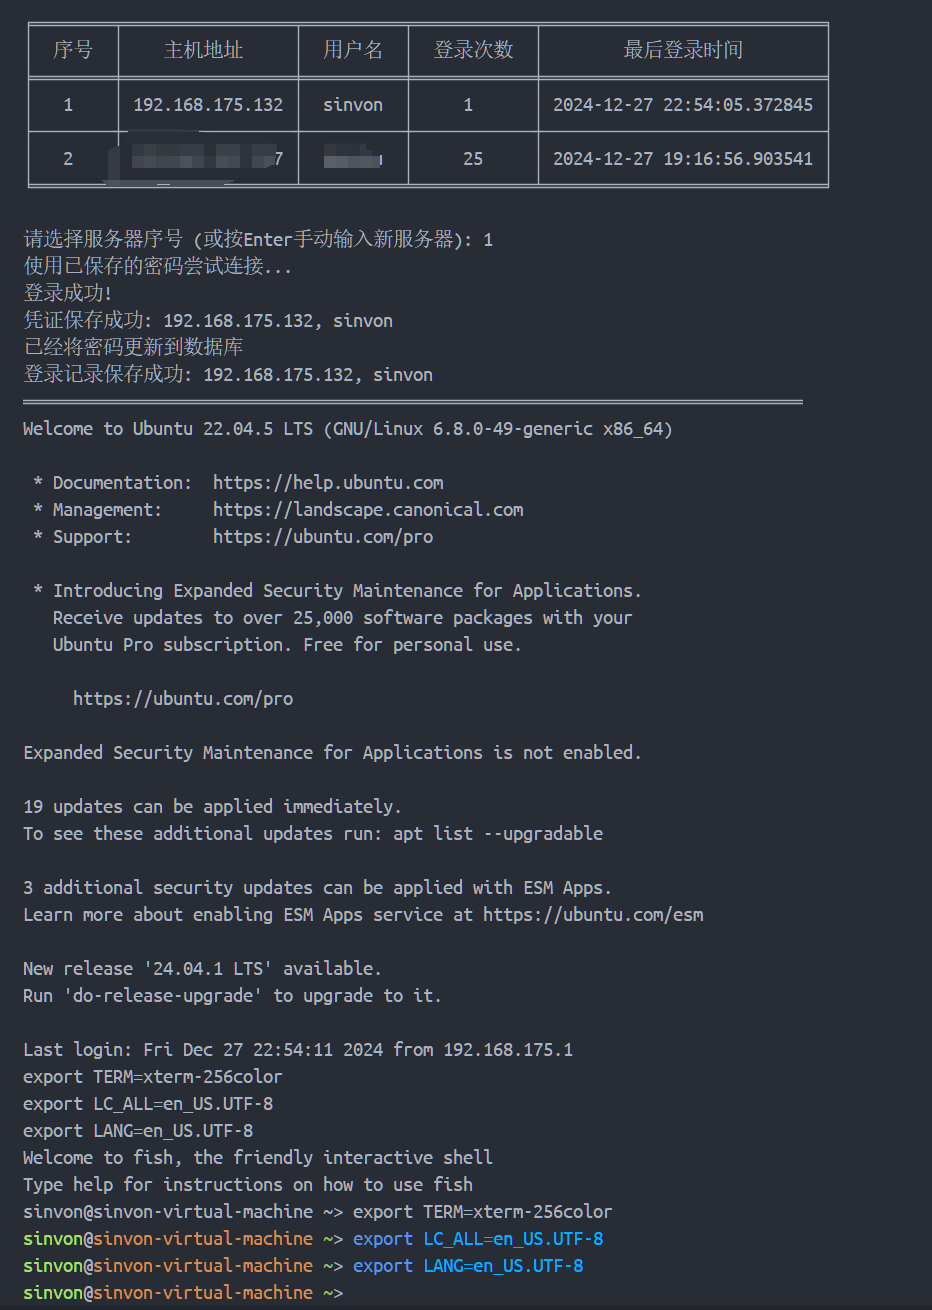 序号 主机地址 用户名 登录次数 最后登录时间
1 192.168.175.132 sinvon 1 2024-12-27 22:54:05.372845
2 7 25 2024-12-27 19:16:56.903541
请选择服务器序号 (或按Enter手动输入新服务器): 1
使用已保存的密码尝试连接...
登录成功!
凭证保存成功: 192.168.175.132, sinvon
已经将密码更新到数据库
登录记录保存成功: 192.168.175.132, sinvon
Welcome to Ubuntu 22.04.5 LTS (GNU/Linux 6.8.0-49-generic x86_64)
* Documentation:  https://help.ubuntu.com
* Management:     https://landscape.canonical.com
* Support:        https://ubuntu.com/pro
* Introducing Expanded Security Maintenance for Applications.
Receive updates to over 25,000 software packages with your
Ubuntu Pro subscription. Free for personal use.
https://ubuntu.com/pro
Expanded Security Maintenance for Applications is not enabled.
19 updates can be applied immediately.
To see these additional updates run: apt list --upgradable
3 additional security updates can be applied with ESM Apps.
Learn more about enabling ESM Apps service at https://ubuntu.com/esm
New release '24.04.1 LTS' available.
Run 'do-release-upgrade' to upgrade to it.
Last login: Fri Dec 27 22:54:11 2024 from 192.168.175.1
export TERM=xterm-256color
export LC_ALL=en_US.UTF-8
export LANG=en_US.UTF-8
Welcome to fish, the friendly interactive shell
Type help for instructions on how to use fish
sinvon@sinvon-virtual-machine ~> export TERM=xterm-256color
sinvon@sinvon-virtual-machine ~> export LC_ALL=en_US.UTF-8
sinvon@sinvon-virtual-machine ~> export LANG=en_US.UTF-8
sinvon@sinvon-virtual-machine ~>